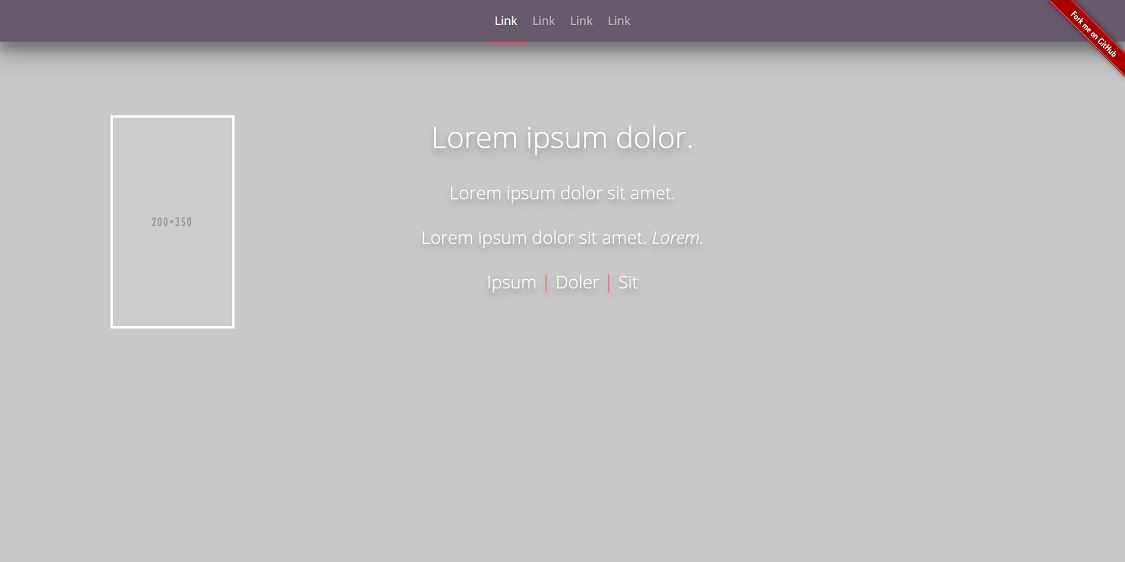 Link Link Link Link
Fork me on GitHub
200×350
Lorem ipsum dolor.
Lorem ipsum dolor sit amet.
Lorem ipsum dolor sit amet. Lorem.
Ipsum | Doler | Sit